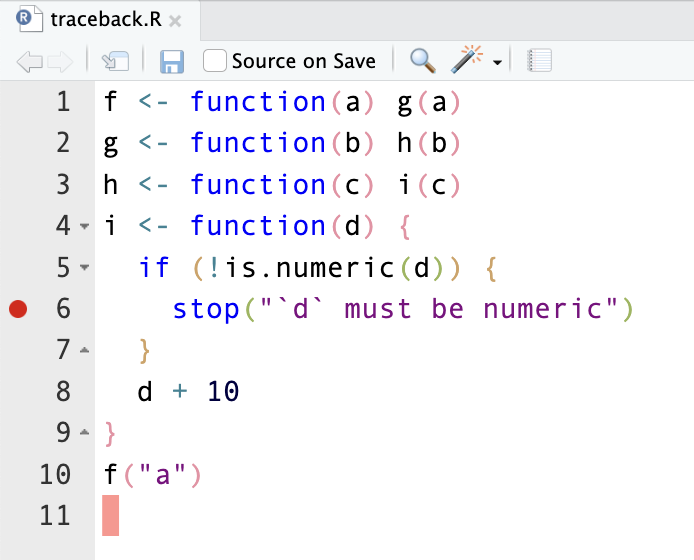 R traceback.R ×
Source on Save
1 f <- function(a) g(a)
2 g <- function(b) h(b)
3 h <- function(c) i(c)
4 i <- function(d) {
5   if (!is.numeric(d)) {
6     stop("`d` must be numeric")
7   }
8   d + 10
9 }
10 f("a")
11